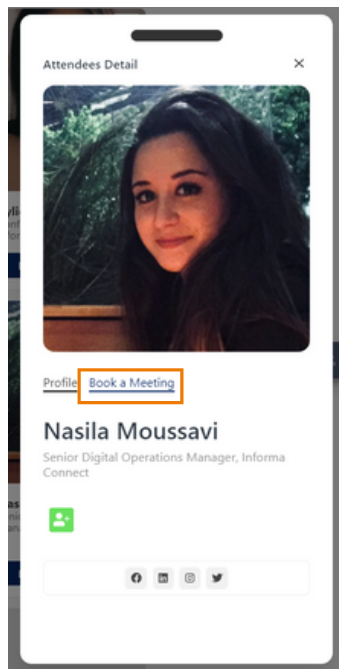 Attendees Detail
Profile Book a Meeting
Nasila Moussavi
Senior Digital Operations Manager, Informa
Connect